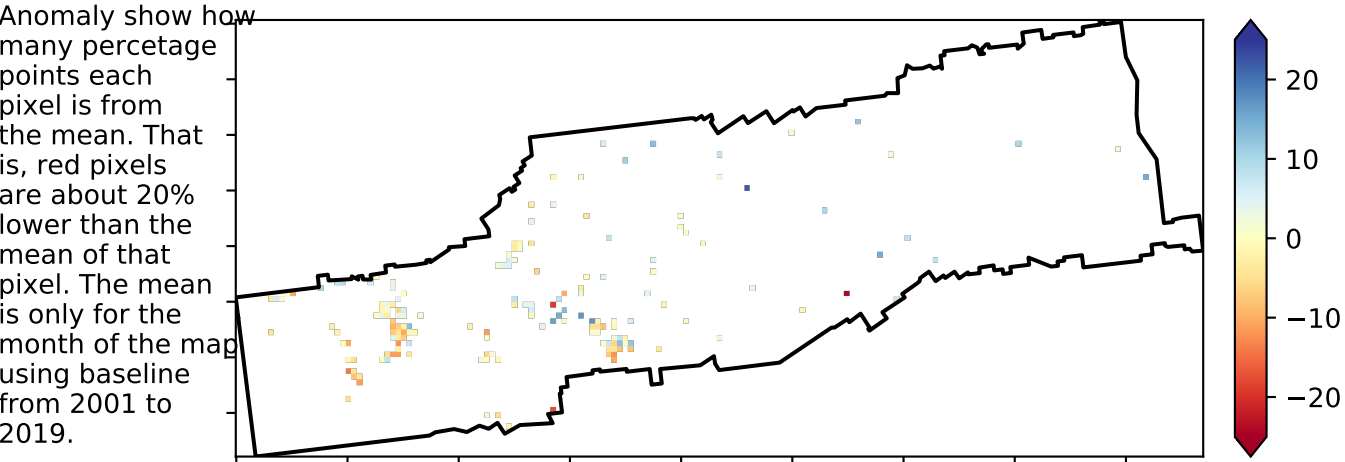 Anomaly show how
many percetage
points each
pixel is from
the mean. That
is, red pixels
are about 20%
lower than the
mean of that
pixel. The mean
is only for the
month of the map
using baseline
from 2001 to
2019.
20
10
0
−10
−20